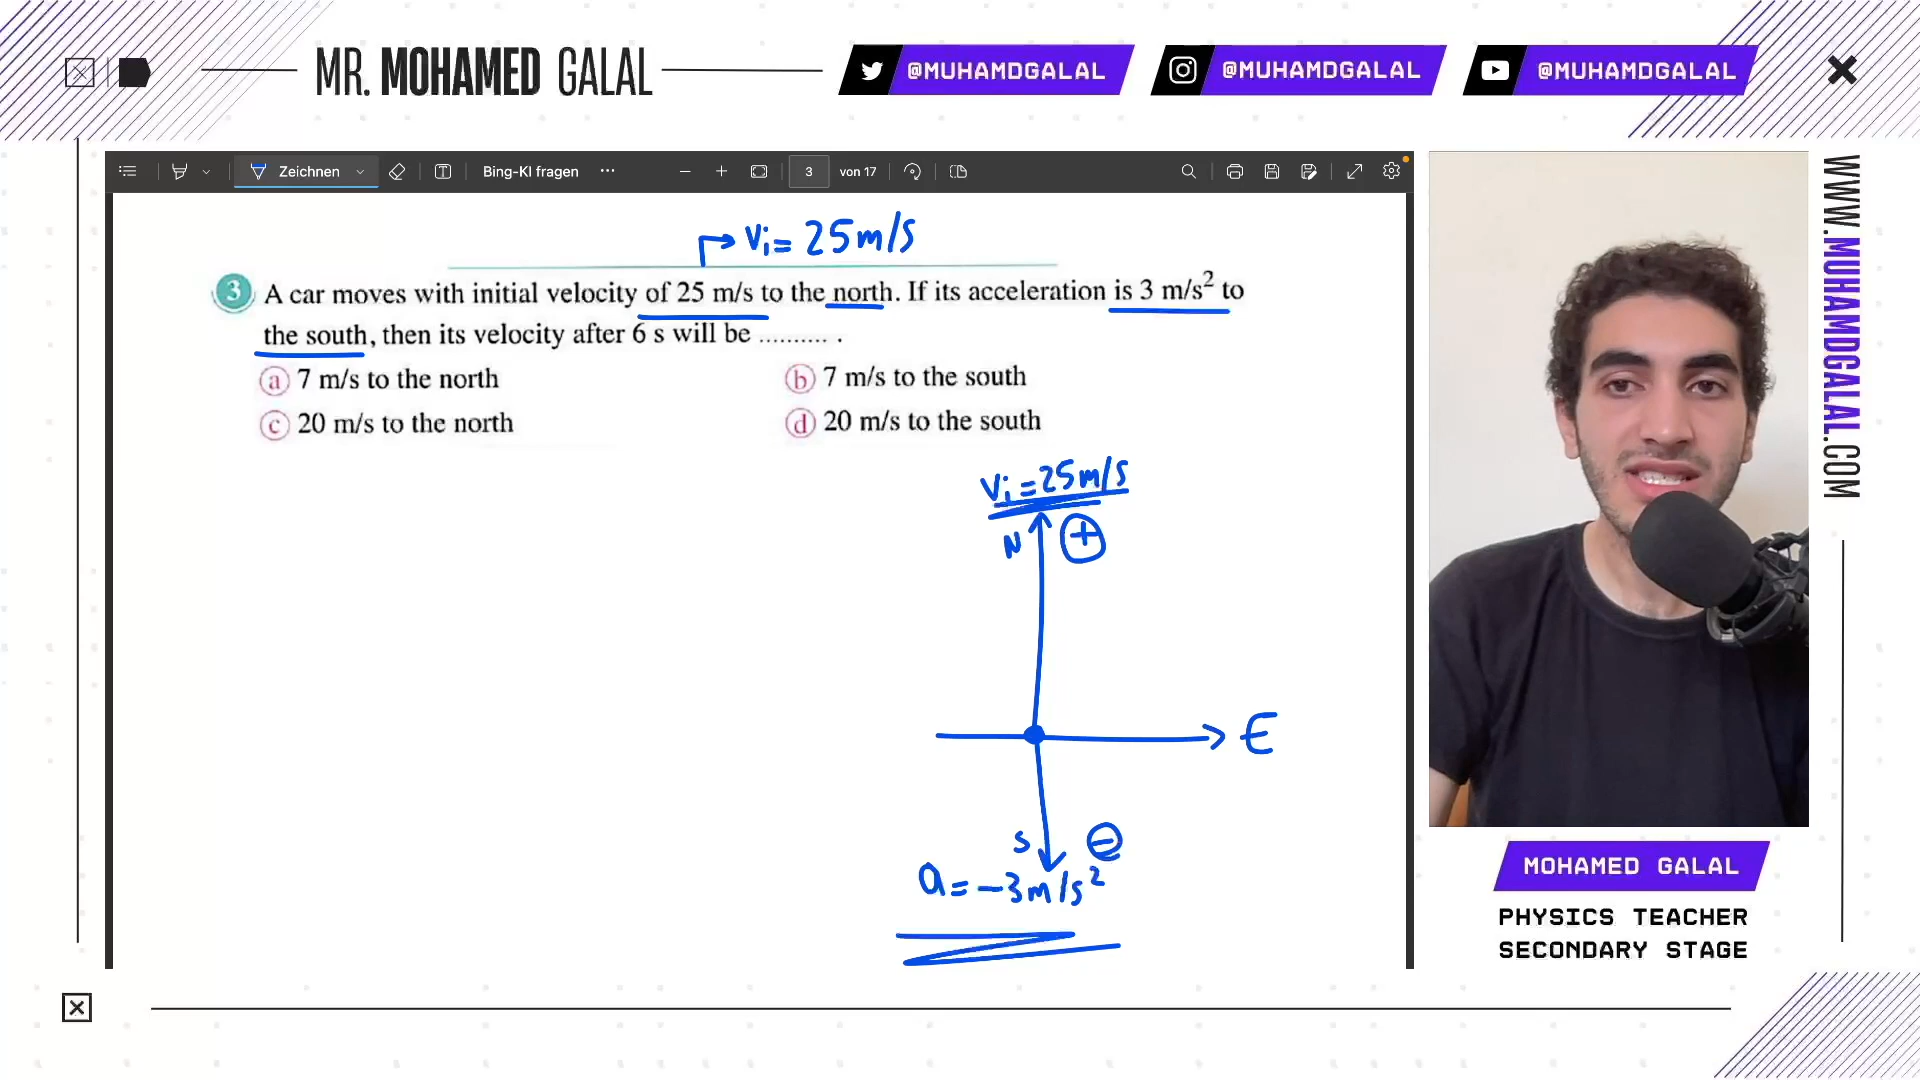 MR. MOHAMED GALAL
@MUHAMDGALAL
@MUHAMDGALAL
@MUHAMDGALAL
Zeichnen
Bing-KI fragen
3
von 17
vi = 25 m/s
3 A car moves with initial velocity of 25 m/s to the north. If its acceleration is 3 m/s² to
the south, then its velocity after 6 s will be .......... .
a 7 m/s to the north
b 7 m/s to the south
c 20 m/s to the north
d 20 m/s to the south
vi = 25 m/s
N +
E
S −
a = −3 m/s²
WWW.MUHAMDGALAL.COM
MOHAMED GALAL
PHYSICS TEACHER
SECONDARY STAGE